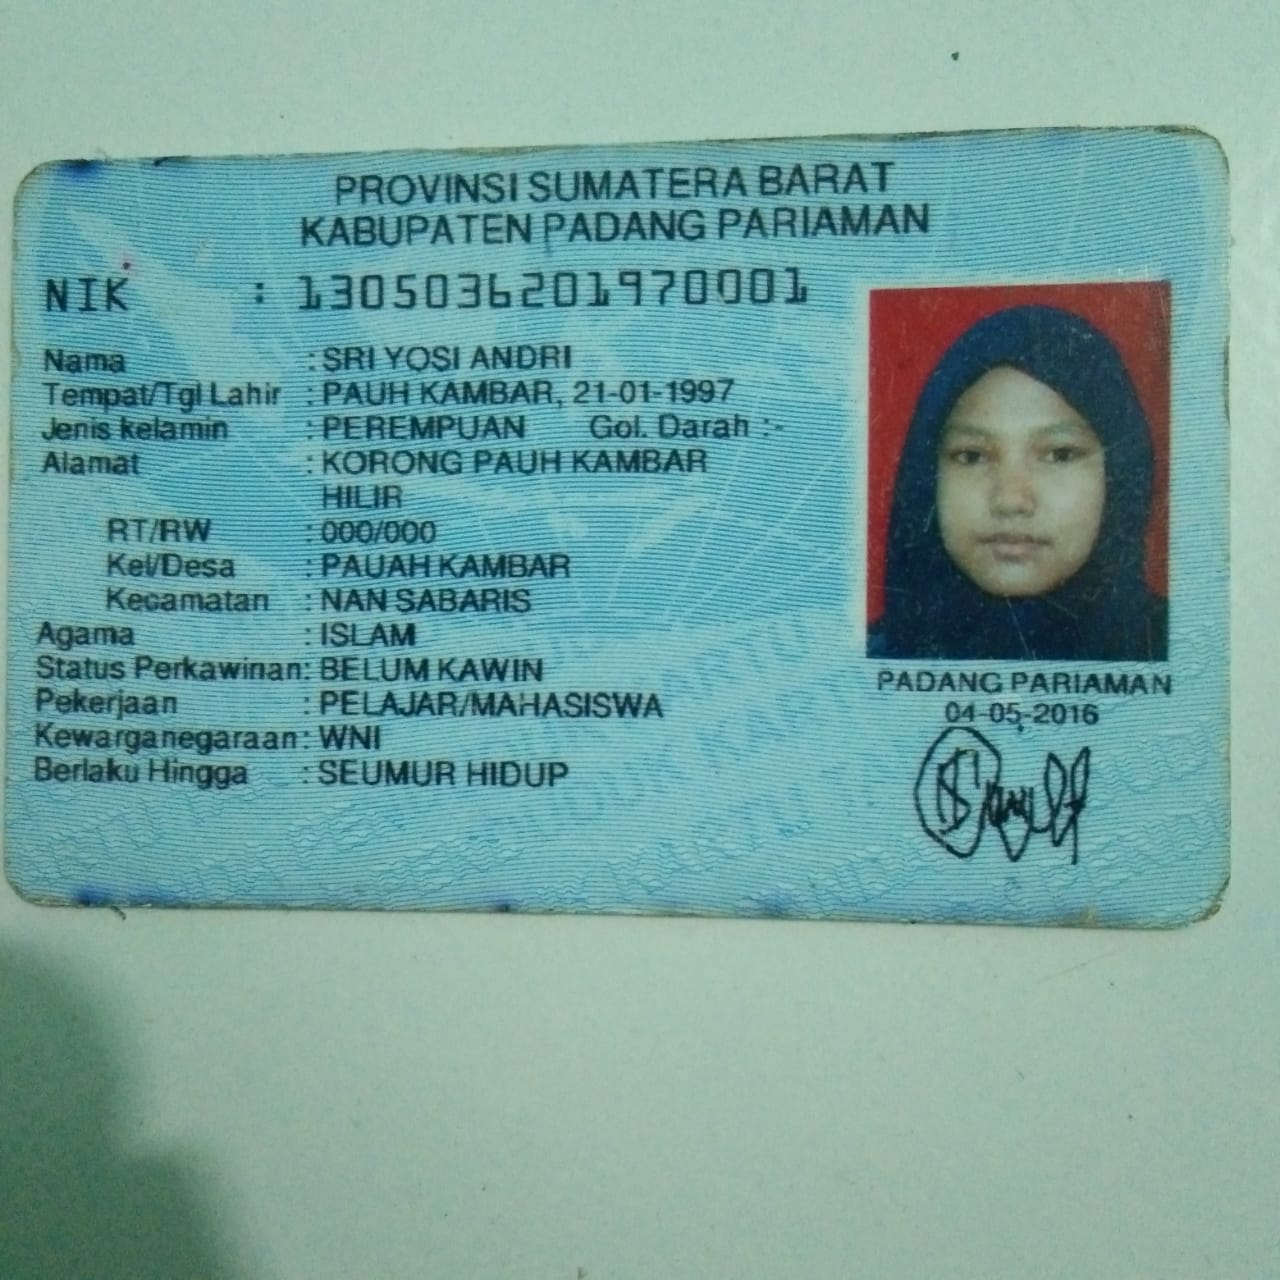 PROVINSI SUMATERA BARAT
KABUPATEN PADANG PARIAMAN
NIK : 1305036201970001
Nama : SRI YOSI ANDRI
Tempat/Tgl Lahir : PAUH KAMBAR, 21-01-1997
Jenis kelamin : PEREMPUAN Gol. Darah :-
Alamat : KORONG PAUH KAMBAR
HILIR
RT/RW : 000/000
Kel/Desa : PAUAH KAMBAR
Kecamatan : NAN SABARIS
Agama : ISLAM
Status Perkawinan: BELUM KAWIN
Pekerjaan : PELAJAR/MAHASISWA
Kewarganegaraan: WNI
Berlaku Hingga : SEUMUR HIDUP
PADANG PARIAMAN
04-05-2016